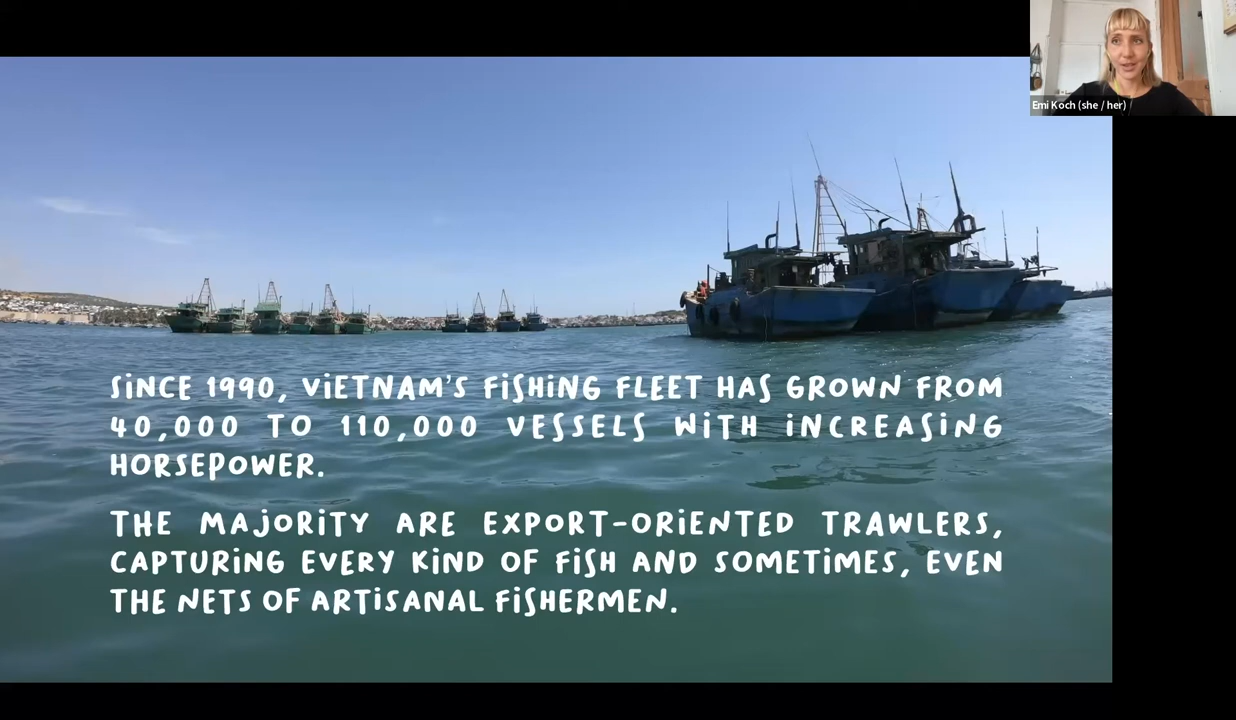 Emi Koch (she / her)
SINCE 1990, VIETNAM'S FISHING FLEET HAS GROWN FROM
40,000 TO 110,000 VESSELS WITH INCREASING
HORSEPOWER.
THE MAJORITY ARE EXPORT-ORIENTED TRAWLERS,
CAPTURING EVERY KIND OF FISH AND SOMETIMES, EVEN
THE NETS OF ARTISANAL FISHERMEN.